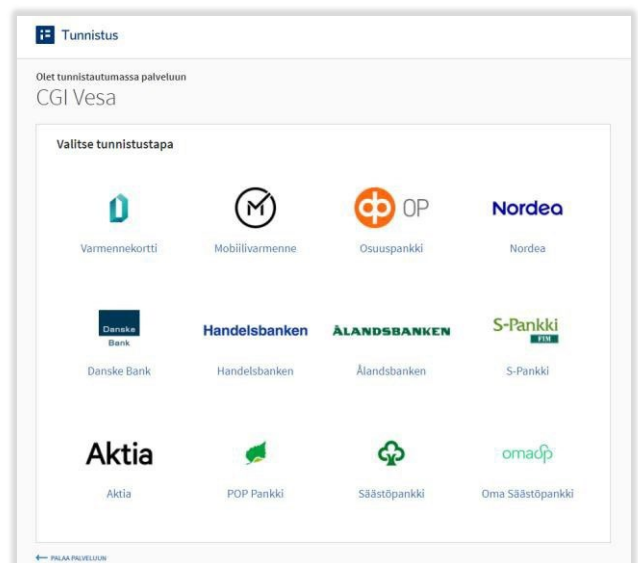 Tunnistus
Olet tunnistautumassa palveluun
CGI Vesa
Valitse tunnistustapa
OP Nordea
Varmennekortti Mobiilivarmenne Osuuspankki Nordea
Danske
Bank
Handelsbanken ÅLANDSBANKEN S-Pankki
FIM
Danske Bank Handelsbanken Ålandsbanken S-Pankki
Aktia omasp
Aktia POP Pankki Säästöpankki Oma Säästöpankki
PALAA PALVELUUN